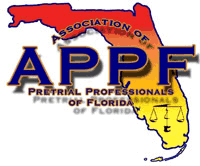 ASSOCIATION OF
APPF
PRETRIAL PROFESSIONALS
OF FLORIDA